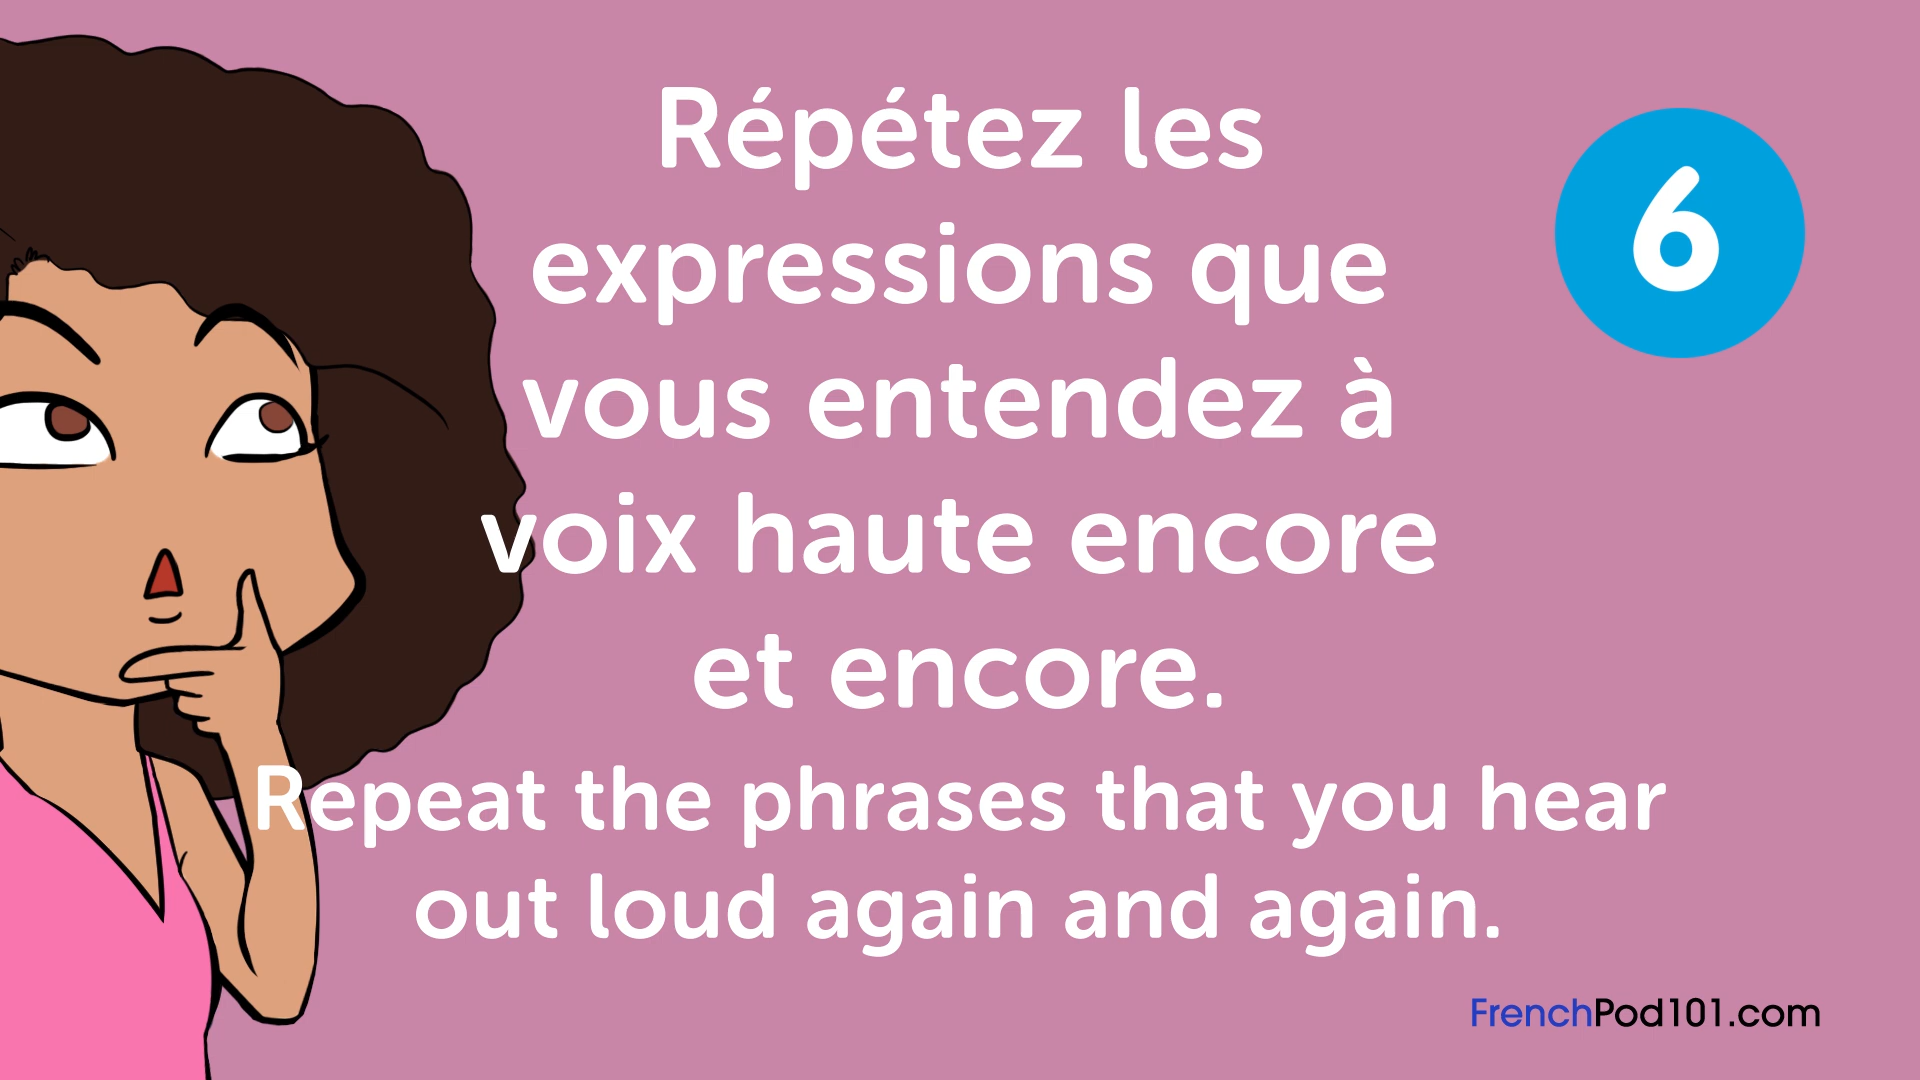 Répétez les
expressions que
vous entendez à
voix haute encore
et encore.
Repeat the phrases that you hear
out loud again and again.
6
FrenchPod101.com